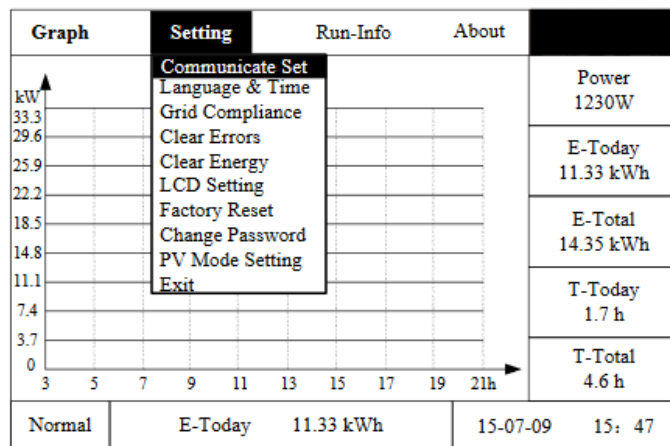 Graph Setting Run-Info About
Communicate Set
Language & Time
Grid Compliance
Clear Errors
Clear Energy
LCD Setting
Factory Reset
Change Password
PV Mode Setting
Exit
kW
33.3
29.6
25.9
22.2
18.5
14.8
11.1
7.4
3.7
0
3 5 7 9 11 13 15 17 19 21h
Power
1230W
E-Today
11.33 kWh
E-Total
14.35 kWh
T-Today
1.7 h
T-Total
4.6 h
Normal E-Today 11.33 kWh 15-07-09 15：47